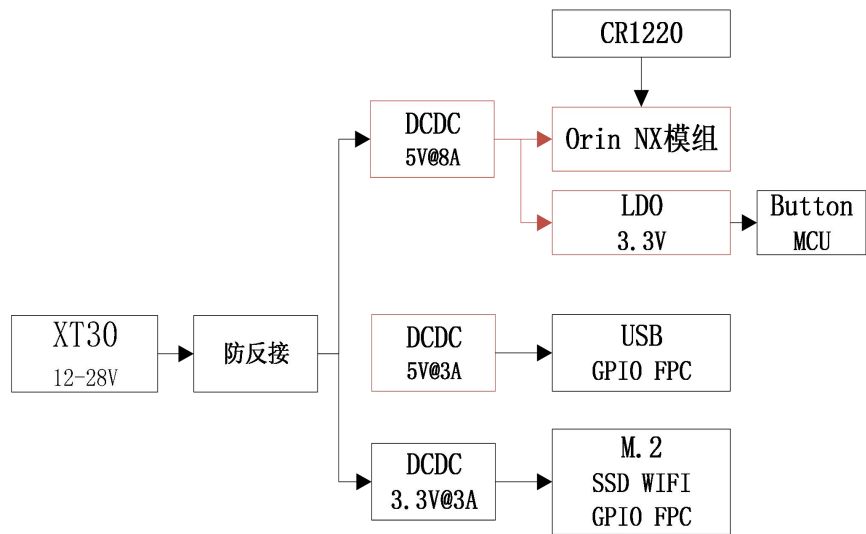 CR1220
DCDC
5V@8A
Orin NX模组
LDO
3.3V
Button
MCU
XT30
12-28V
防反接
DCDC
5V@3A
USB
GPIO FPC
DCDC
3.3V@3A
M.2
SSD WIFI
GPIO FPC